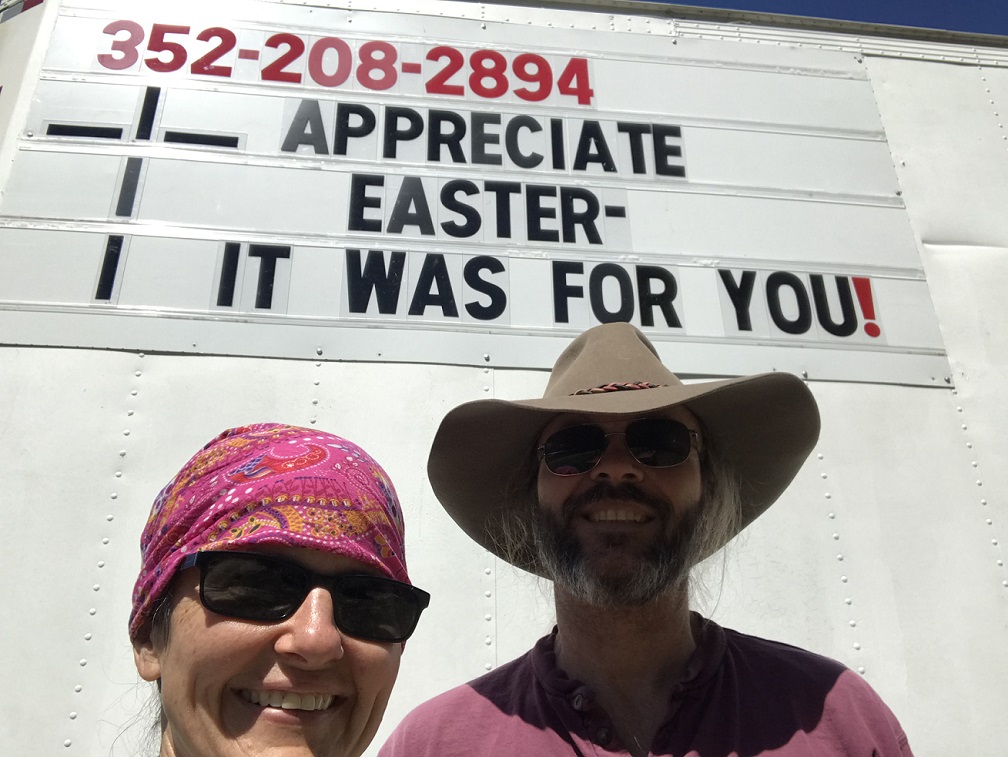 352-208-2894
APPRECIATE
EASTER-
IT WAS FOR YOU!